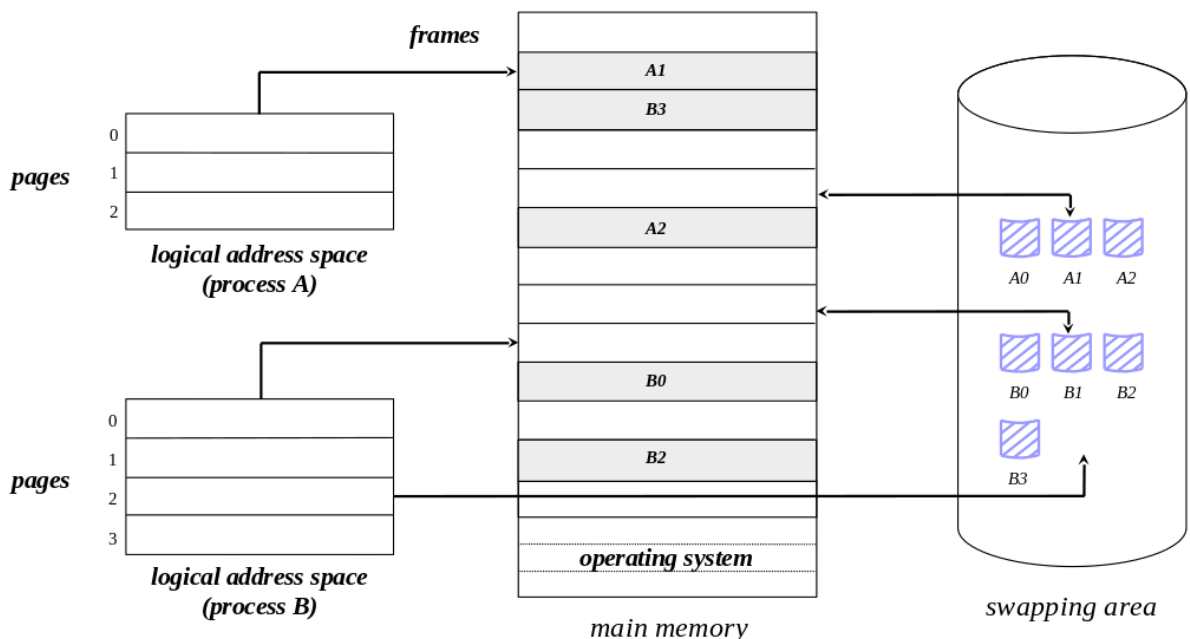 frames
A1
B3
0
1
2
pages
A2
logical address space
(process A)
A0 A1 A2
B0
B0 B1 B2
0
1
2
3
pages
B2
B3
operating system
logical address space
(process B)
main memory
swapping area